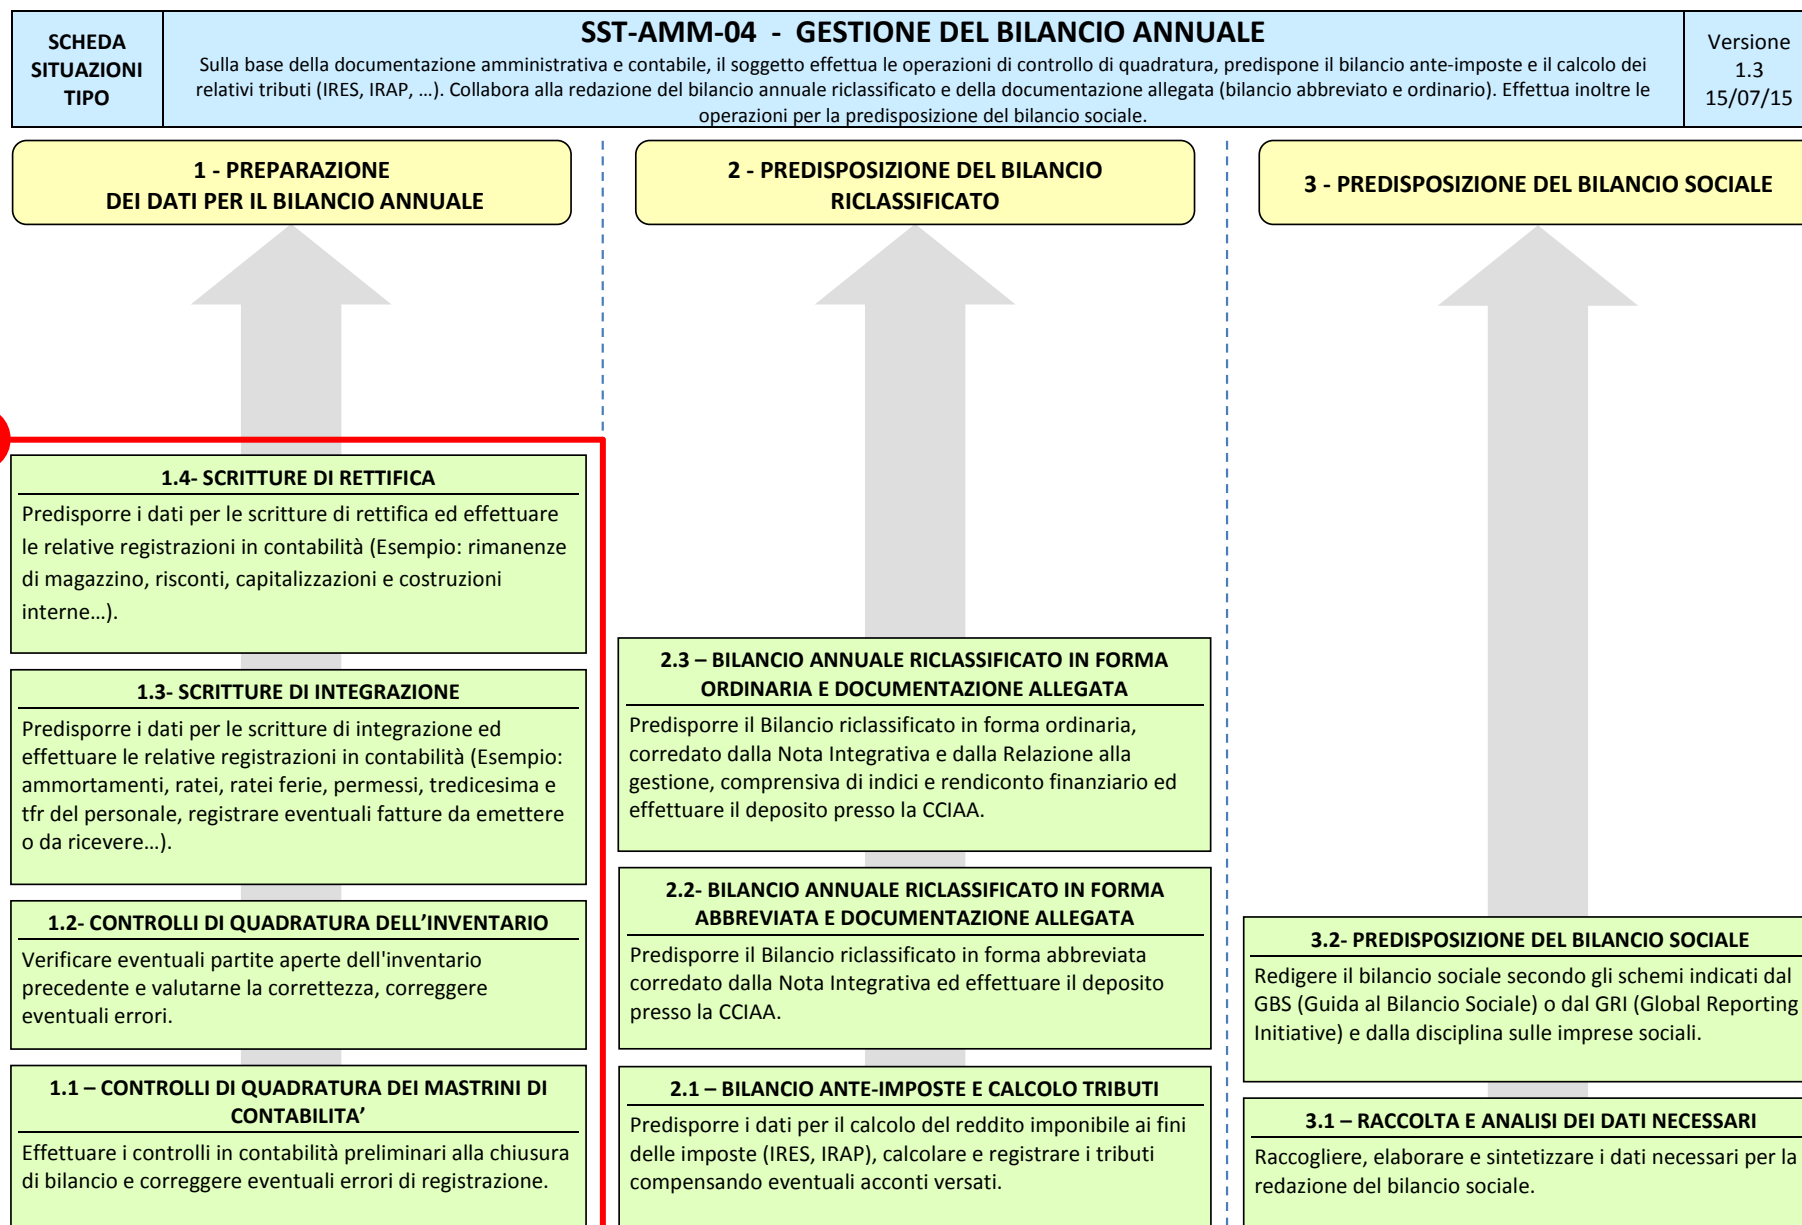 SCHEDA
SITUAZIONI
TIPO
SST-AMM-04 - GESTIONE DEL BILANCIO ANNUALE
Sulla base della documentazione amministrativa e contabile, il soggetto effettua le operazioni di controllo di quadratura, predispone il bilancio ante-imposte e il calcolo dei
relativi tributi (IRES, IRAP, …). Collabora alla redazione del bilancio annuale riclassificato e della documentazione allegata (bilancio abbreviato e ordinario). Effettua inoltre le
operazioni per la predisposizione del bilancio sociale.
Versione
1.3
15/07/15
1 - PREPARAZIONE
DEI DATI PER IL BILANCIO ANNUALE
1.4- SCRITTURE DI RETTIFICA
Predisporre i dati per le scritture di rettifica ed effettuare
le relative registrazioni in contabilità (Esempio: rimanenze
di magazzino, risconti, capitalizzazioni e costruzioni
interne…).
1.3- SCRITTURE DI INTEGRAZIONE
Predisporre i dati per le scritture di integrazione ed
effettuare le relative registrazioni in contabilità (Esempio:
ammortamenti, ratei, ratei ferie, permessi, tredicesima e
tfr del personale, registrare eventuali fatture da emettere
o da ricevere…).
1.2- CONTROLLI DI QUADRATURA DELL’INVENTARIO
Verificare eventuali partite aperte dell'inventario
precedente e valutarne la correttezza, correggere
eventuali errori.
1.1 – CONTROLLI DI QUADRATURA DEI MASTRINI DI
CONTABILITA’
Effettuare i controlli in contabilità preliminari alla chiusura
di bilancio e correggere eventuali errori di registrazione.
2 - PREDISPOSIZIONE DEL BILANCIO
RICLASSIFICATO
2.3 – BILANCIO ANNUALE RICLASSIFICATO IN FORMA
ORDINARIA E DOCUMENTAZIONE ALLEGATA
Predisporre il Bilancio riclassificato in forma ordinaria,
corredato dalla Nota Integrativa e dalla Relazione alla
gestione, comprensiva di indici e rendiconto finanziario ed
effettuare il deposito presso la CCIAA.
2.2- BILANCIO ANNUALE RICLASSIFICATO IN FORMA
ABBREVIATA E DOCUMENTAZIONE ALLEGATA
Predisporre il Bilancio riclassificato in forma abbreviata
corredato dalla Nota Integrativa ed effettuare il deposito
presso la CCIAA.
2.1 – BILANCIO ANTE-IMPOSTE E CALCOLO TRIBUTI
Predisporre i dati per il calcolo del reddito imponibile ai fini
delle imposte (IRES, IRAP), calcolare e registrare i tributi
compensando eventuali acconti versati.
3 - PREDISPOSIZIONE DEL BILANCIO SOCIALE
3.2- PREDISPOSIZIONE DEL BILANCIO SOCIALE
Redigere il bilancio sociale secondo gli schemi indicati dal
GBS (Guida al Bilancio Sociale) o dal GRI (Global Reporting
Initiative) e dalla disciplina sulle imprese sociali.
3.1 – RACCOLTA E ANALISI DEI DATI NECESSARI
Raccogliere, elaborare e sintetizzare i dati necessari per la
redazione del bilancio sociale.